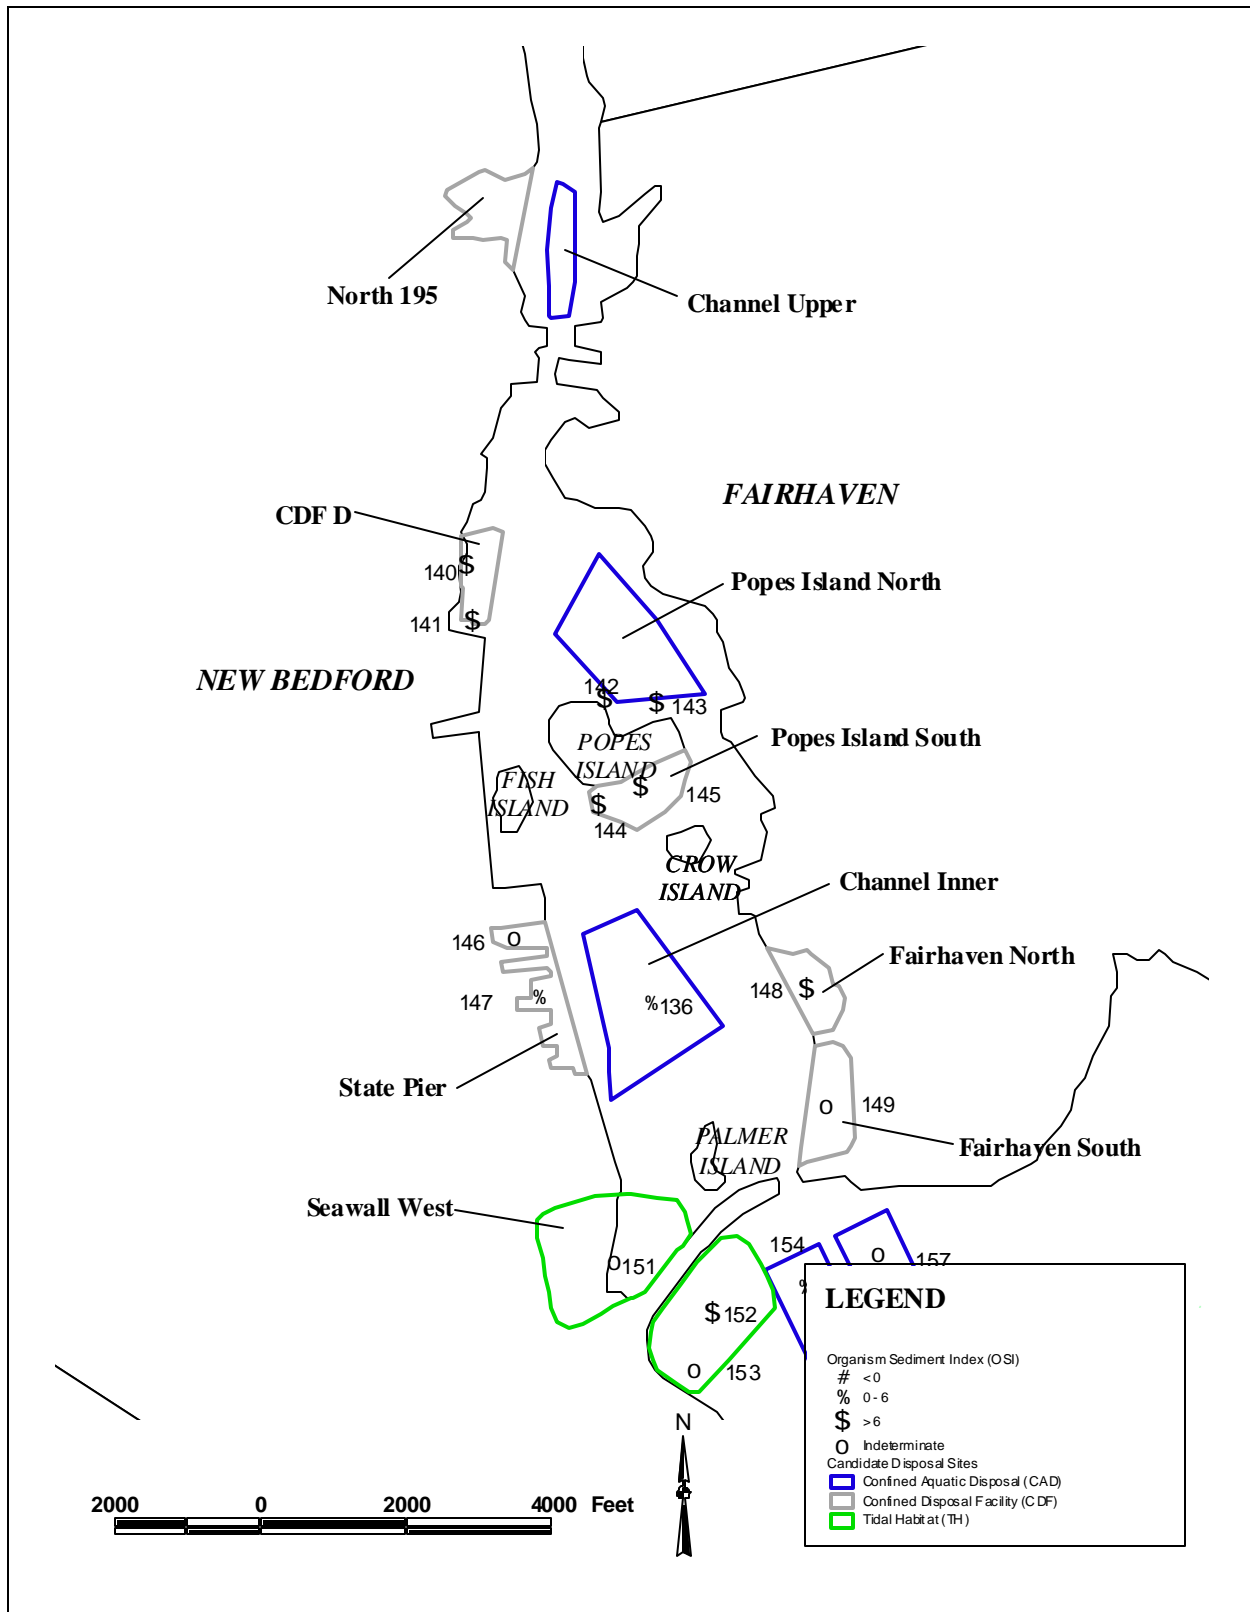 North 195
Channel Upper
FAIRHAVEN
CDF D
140 $
Popes Island North
141 $
NEW BEDFORD
142
$
$ 143
POPES
ISLAND
Popes Island South
FISH
ISLAND
$
145
$
144
CROW
ISLAND
Channel Inner
146 o
Fairhaven North
147 %
%136
148 $
State Pier
o 149
PALMER
ISLAND
Fairhaven South
Seawall West
154
o
157
o151
%
$152
o 153
LEGEND
Organism Sediment Index (OSI)
# <0
% 0 - 6
$ >6
o Indeterminate
Candidate Disposal Sites
Confined Aquatic Disposal (CAD)
Confined Disposal Facility (CDF)
Tidal Habitat (TH)
N
2000 0 2000 4000 Feet